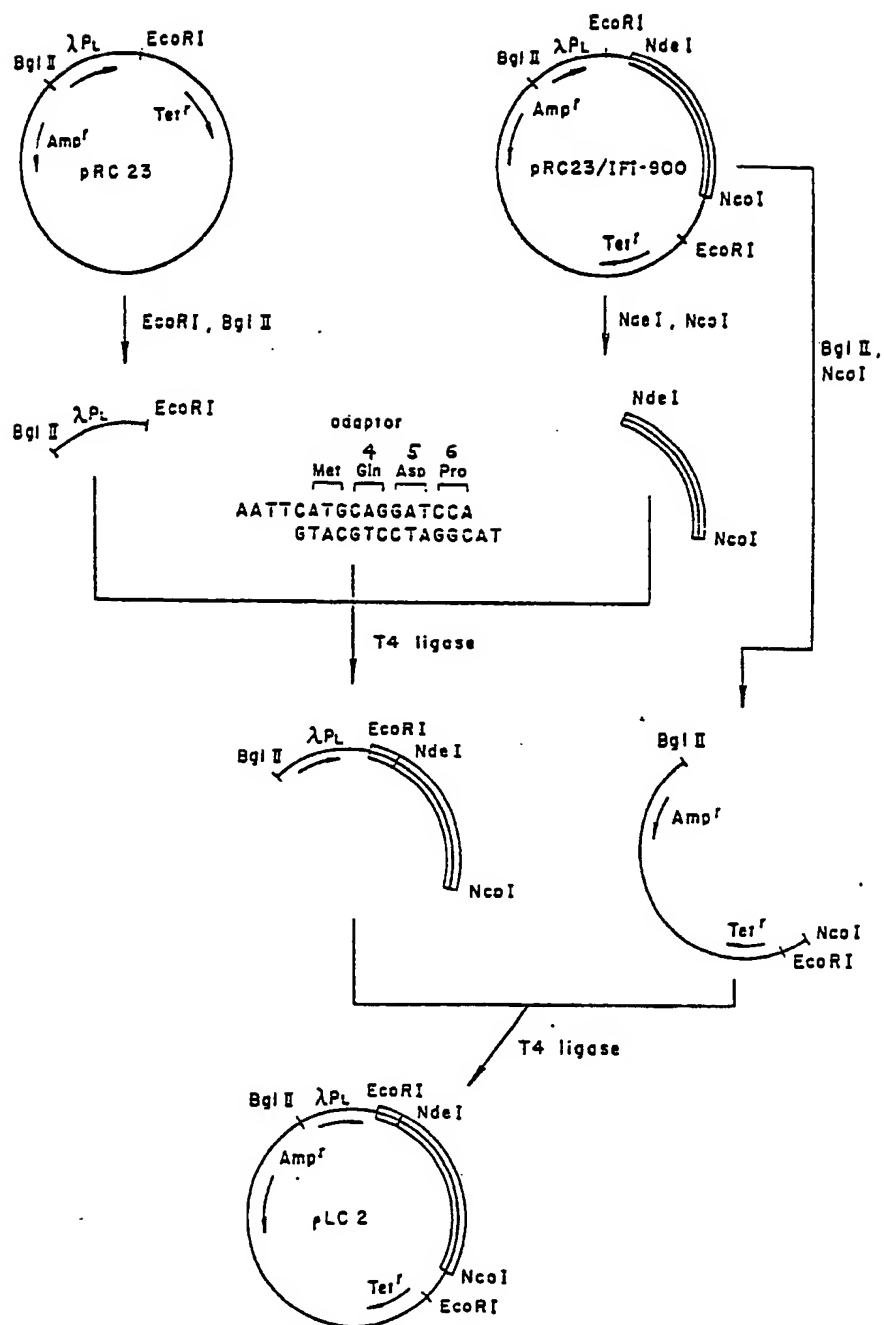 EcoRI
λPL
Bgl II
Tetʳ
Ampʳ
pRC 23
EcoRI
NdeI
λPL
Bgl II
Ampʳ
pRC23/IFI-900
NcoI
EcoRI
Tetʳ
EcoRI, Bgl II
NdeI, NcoI
Bgl II,
NcoI
λPL
EcoRI
Bgl II
NdeI
NcoI
adaptor
4 5 6
Met Gln Asp Pro
AATTCATGCAGGATCCA
GTACGTCCTAGGCAT
T4 ligase
EcoRI
λPL
NdeI
Bgl II
NcoI
Bgl II
Ampʳ
Tetʳ
NcoI
EcoRI
T4 ligase
EcoRI
λPL
Bgl II
NdeI
Ampʳ
pLC 2
NcoI
Tetʳ
EcoRI